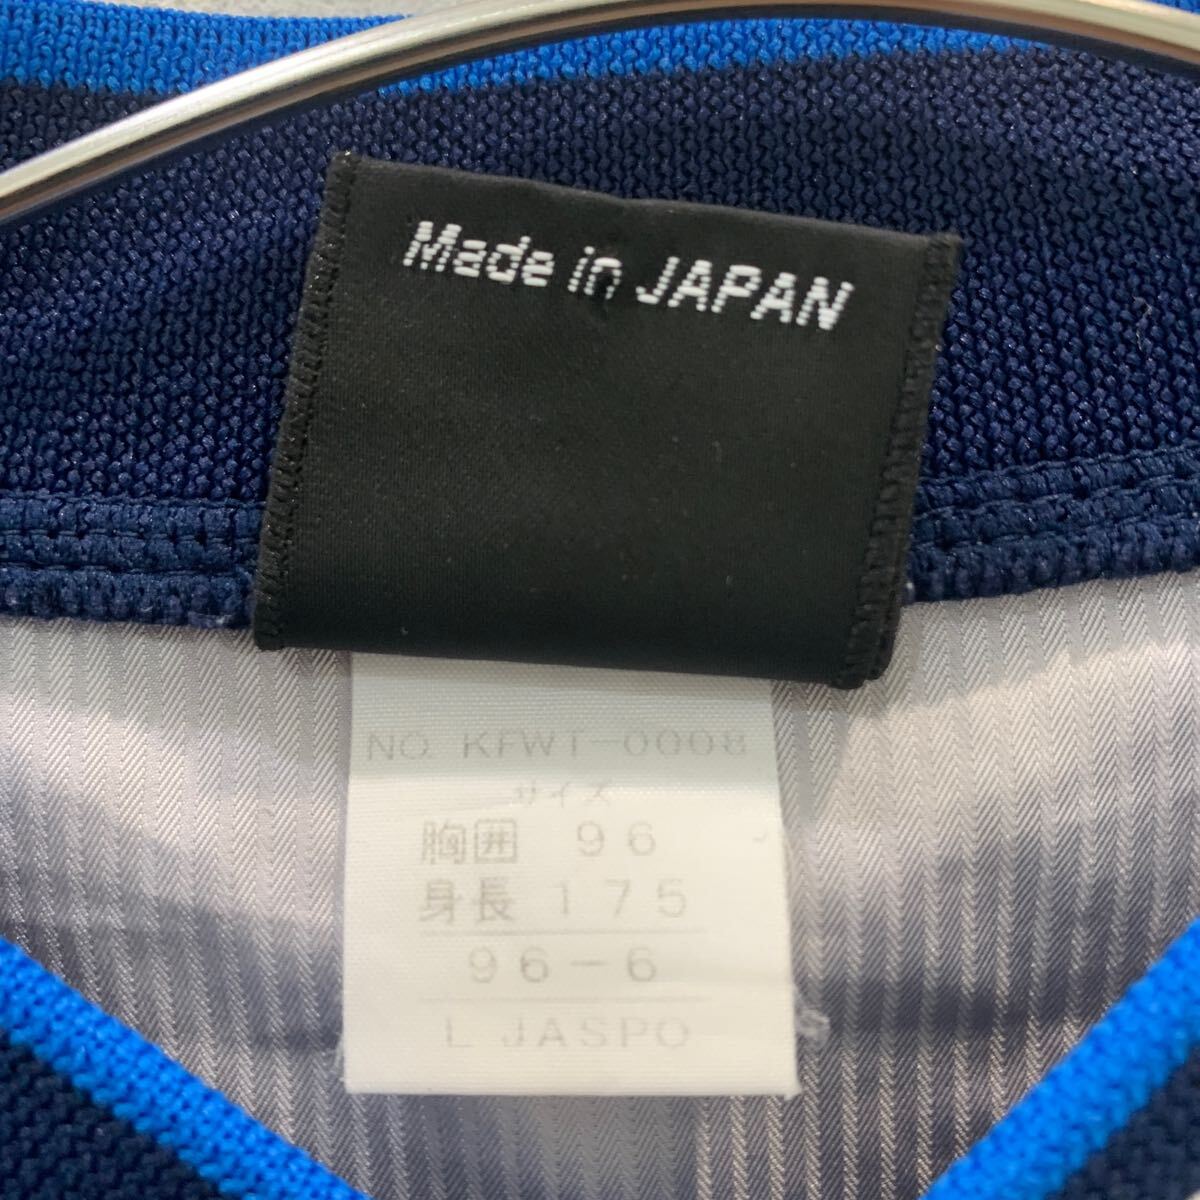 Made in JAPAN
NO. KFWT-0008
サイズ
胸囲 96
身長 175
96-6
L JASPO